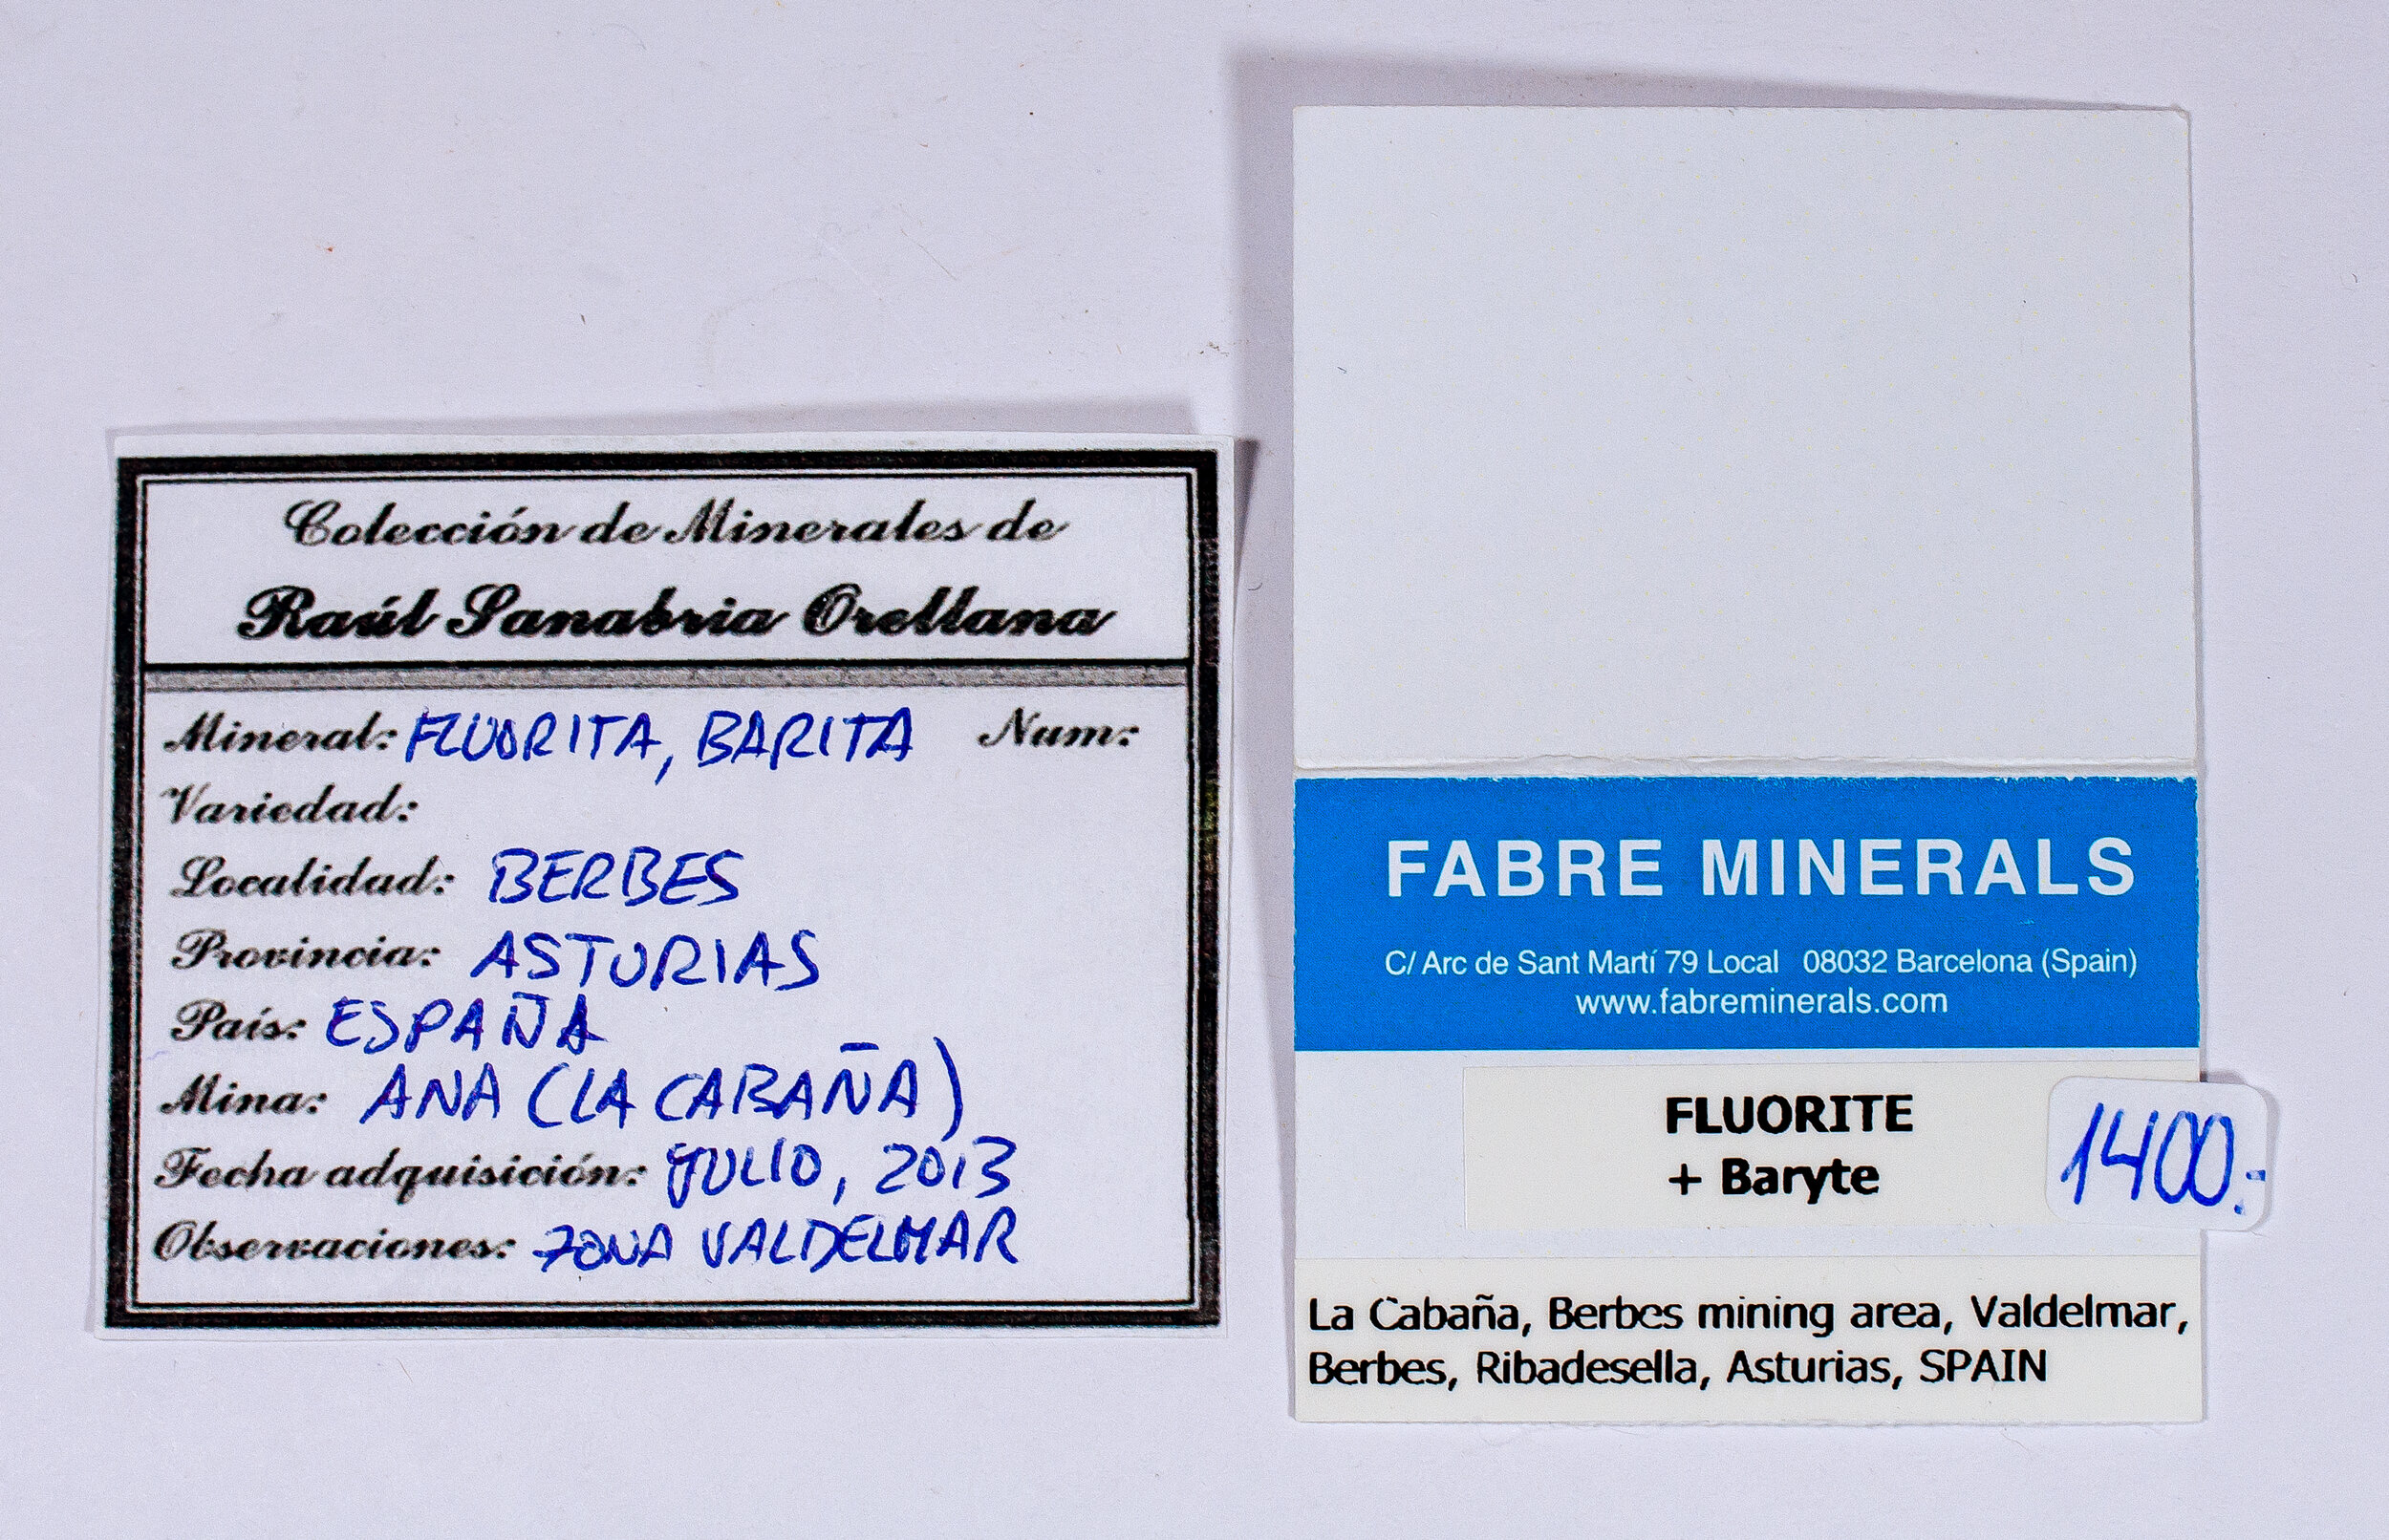 Colección de Minerales de
Raúl Sanabria Orellana
Mineral: FLUORITA, BARITA Num:
Variedad:
Localidad: BERBES
Provincia: ASTURIAS
País: ESPAÑA
Mina: ANA (LA CABAÑA)
Fecha adquisición: JULIO, 2013
Observaciones: ZONA VALDELMAR
FABRE MINERALS
C/ Arc de Sant Martí 79 Local 08032 Barcelona (Spain)
www.fabreminerals.com
FLUORITE
+ Baryte
1400.-
La Cabaña, Berbes mining area, Valdelmar,
Berbes, Ribadesella, Asturias, SPAIN